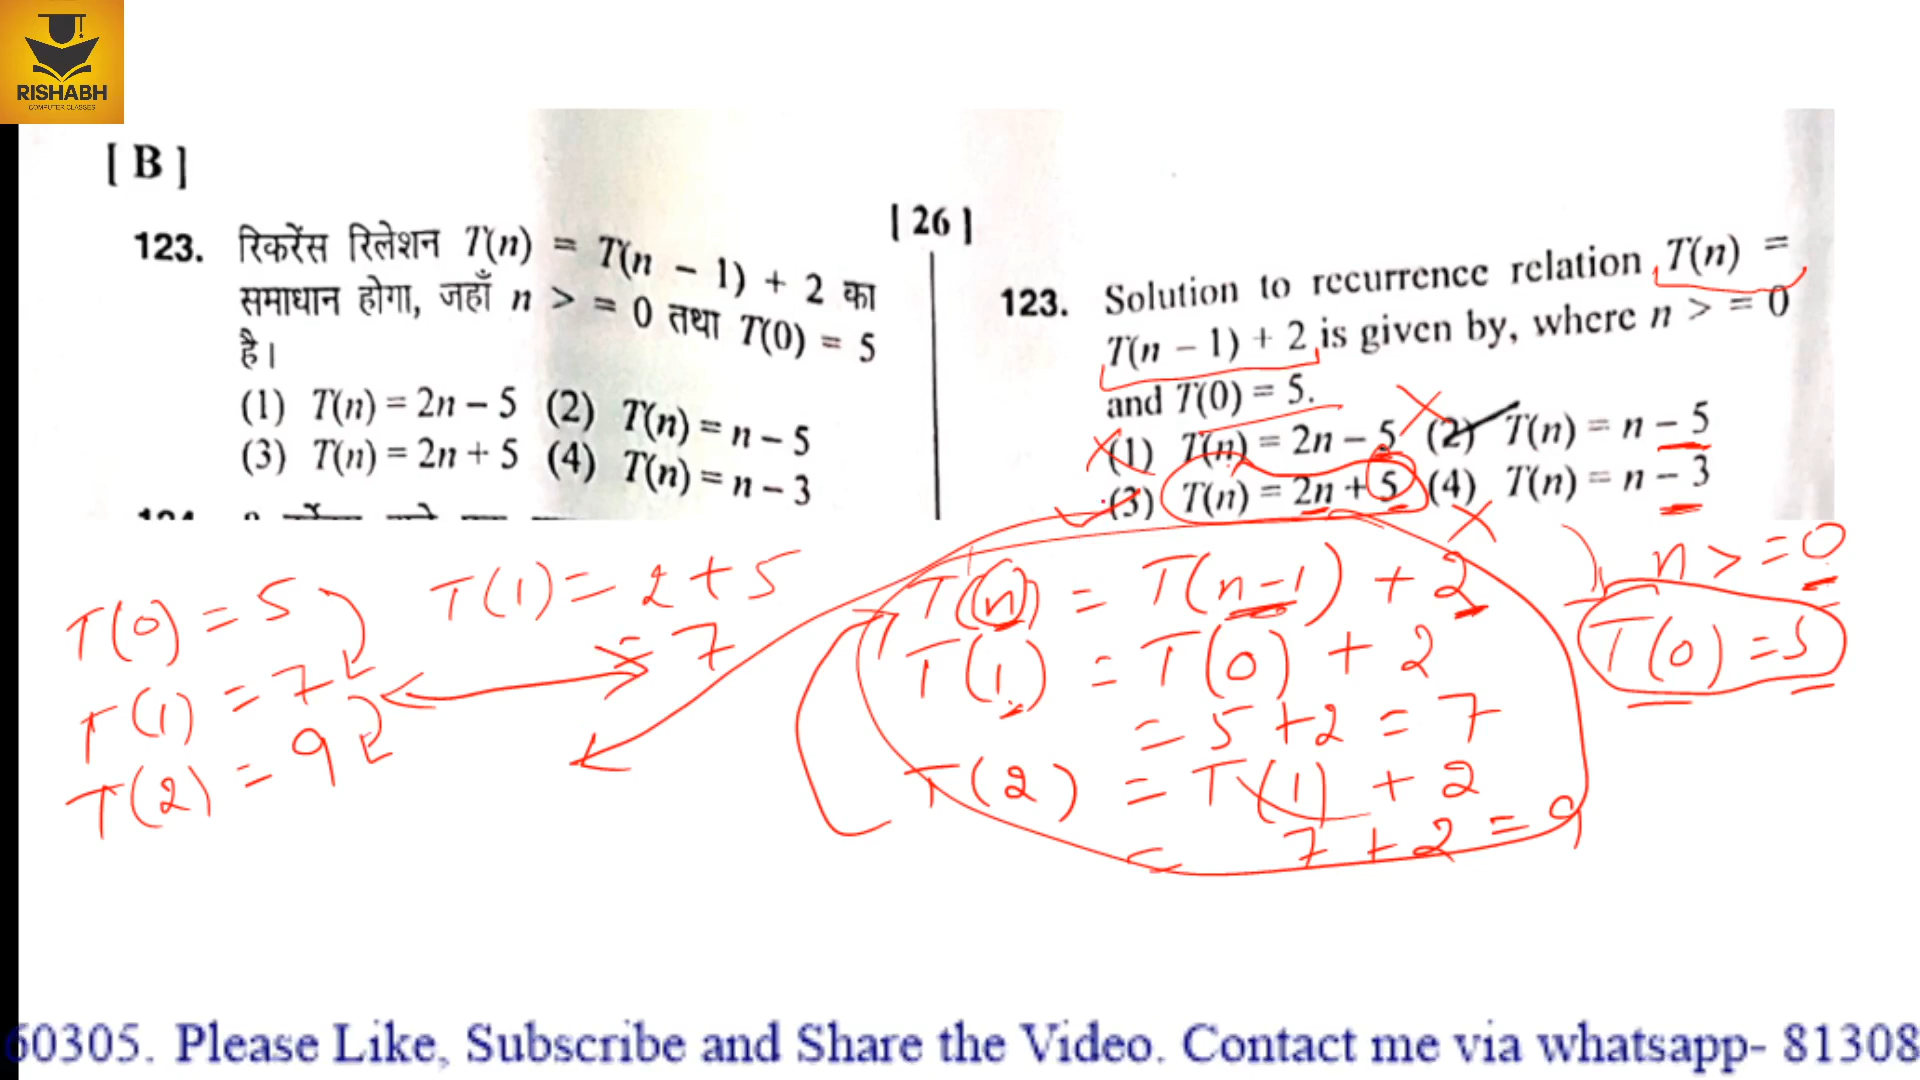 RISHABH
COMPUTER CLASSES
[ B ]
[ 26 ]
123. रिकरेंस रिलेशन T(n) = T(n − 1) + 2 का
समाधान होगा, जहाँ n > = 0 तथा T(0) = 5
है।
(1) T(n) = 2n − 5 (2) T(n) = n − 5
(3) T(n) = 2n + 5 (4) T(n) = n − 3
123. Solution to recurrence relation T(n) =
T(n − 1) + 2 is given by, where n > = 0
and T(0) = 5.
(1) T(n) = 2n − 5 (2) T(n) = n − 5
(3) T(n) = 2n + 5 (4) T(n) = n − 3
T(0) = 5
T(1) = 7
T(2) = 9
T(1) = 2 + 5
= 7
T(n) = T(n−1) + 2
T(1) = T(0) + 2
= 5 + 2 = 7
T(2) = T(1) + 2
7 + 2 = 9
n > = 0
T(0) = 5
60305. Please Like, Subscribe and Share the Video. Contact me via whatsapp- 81308